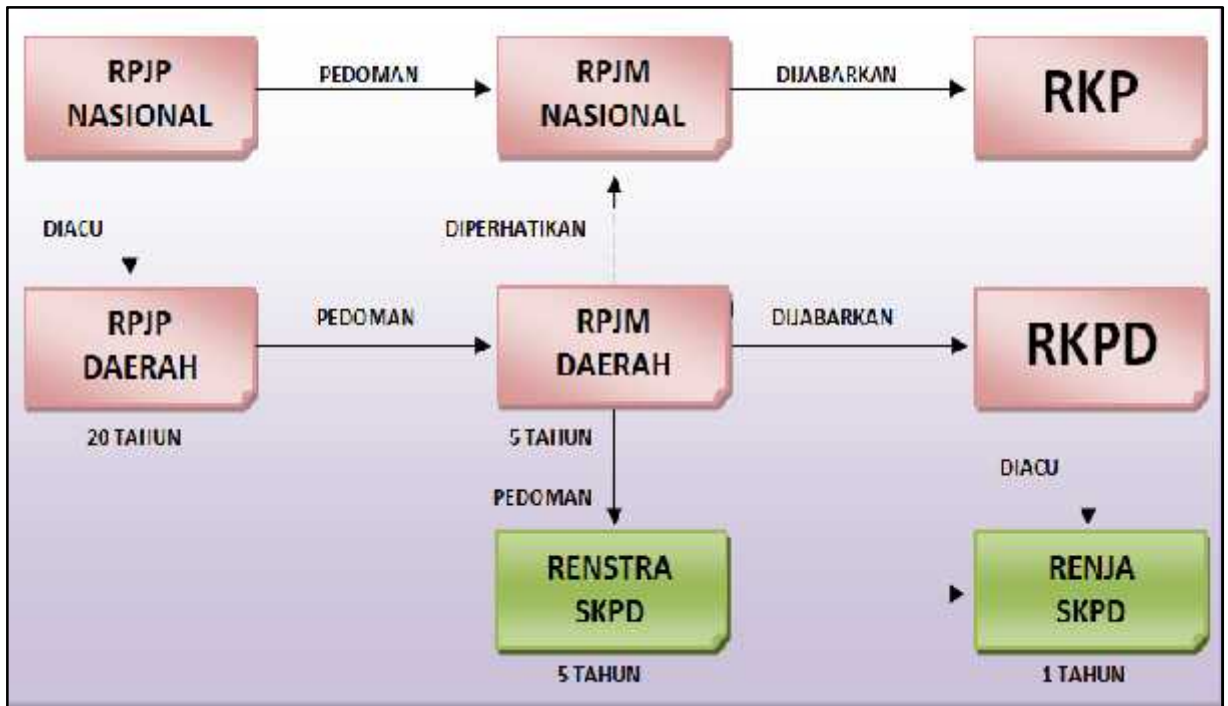 RPJP
NASIONAL
PEDOMAN
RPJM
NASIONAL
DIJABARKAN
RKP
DIACU
DIPERHATIKAN
RPJP
DAERAH
PEDOMAN
RPJM
DAERAH
DIJABARKAN
RKPD
20 TAHUN
5 TAHUN
DIACU
PEDOMAN
RENSTRA
SKPD
RENJA
SKPD
5 TAHUN
1 TAHUN